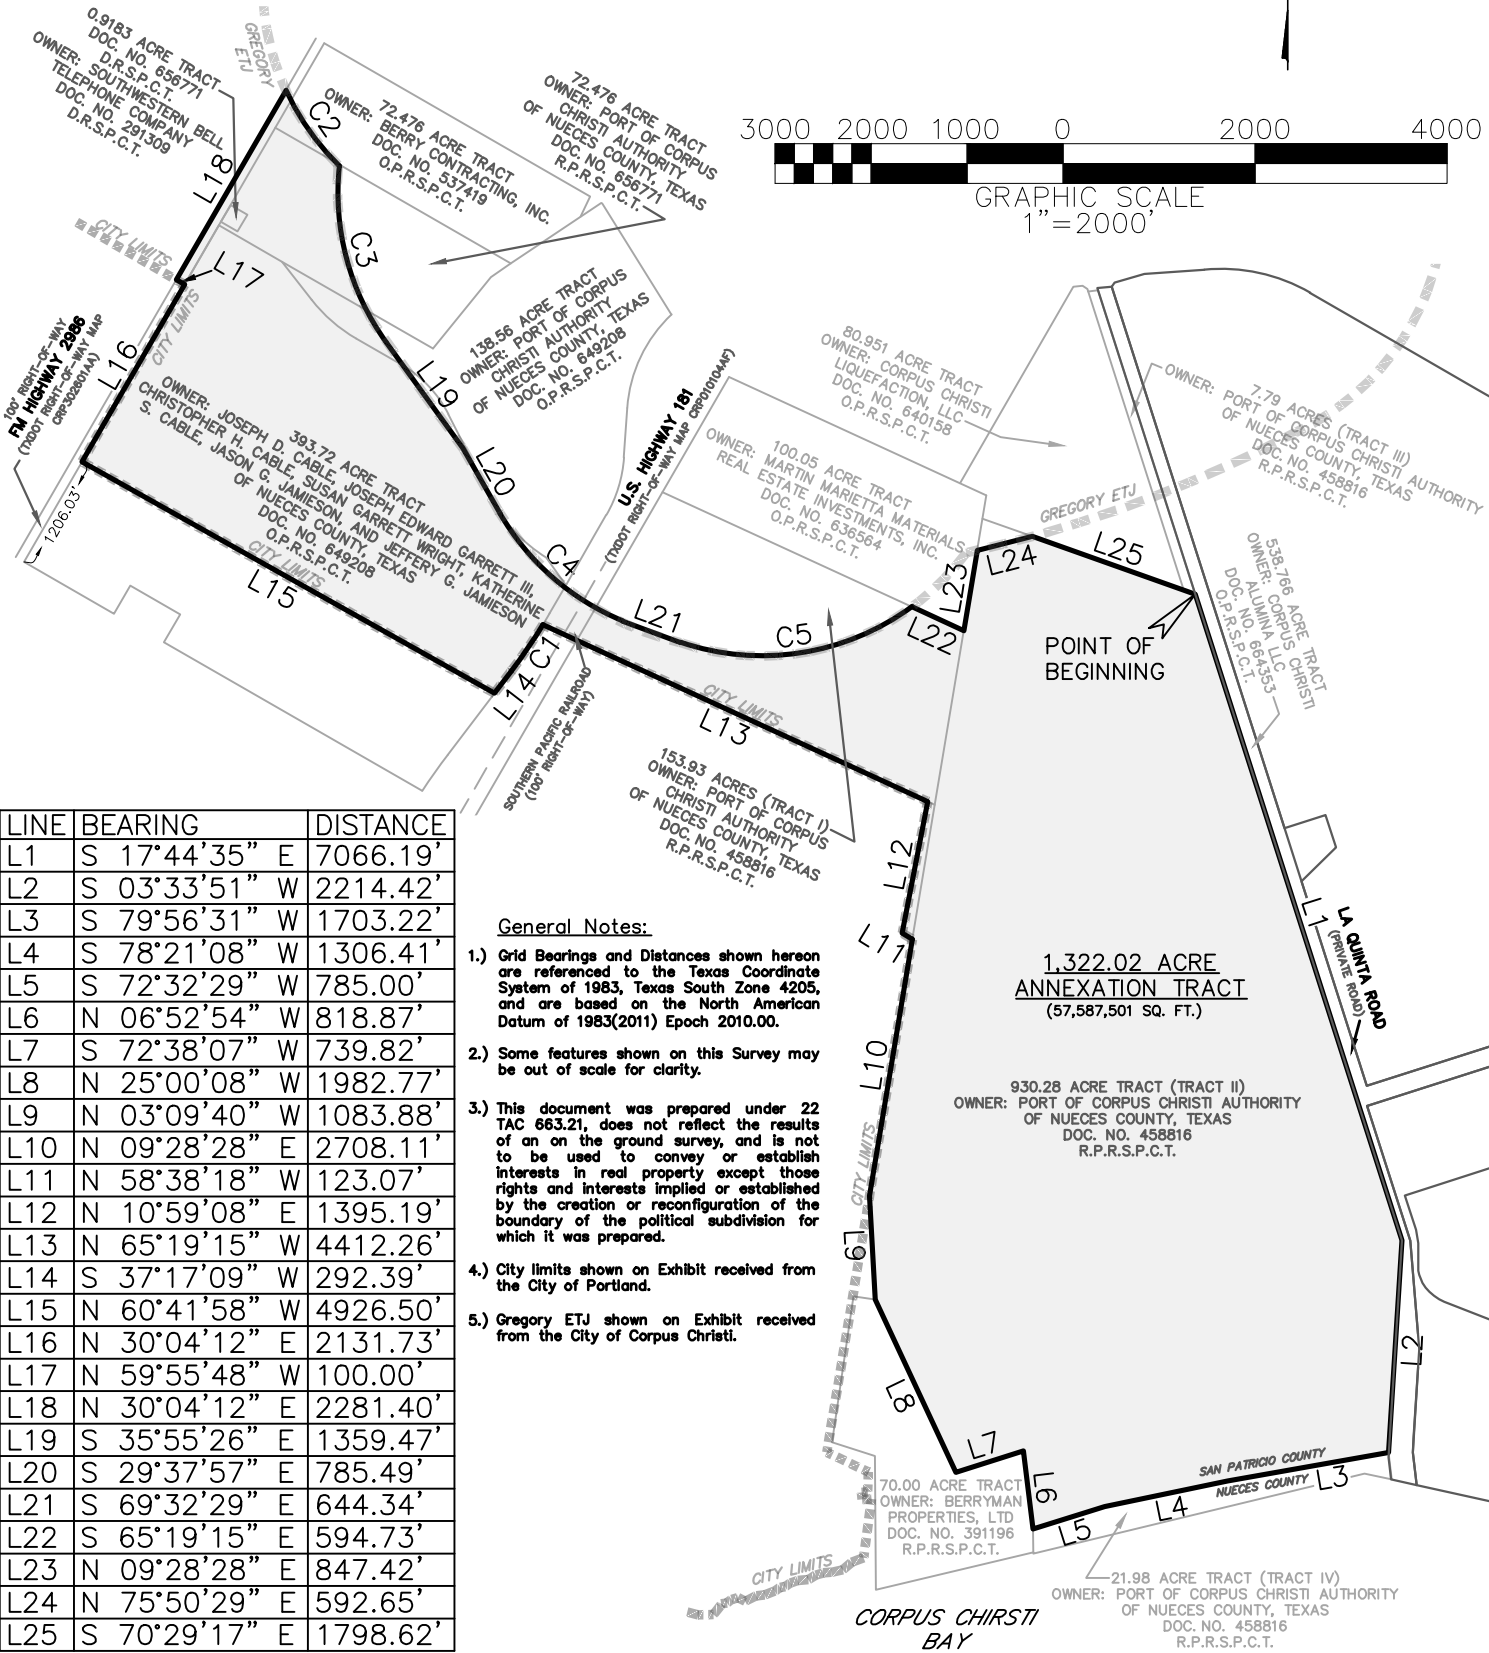 0.9183 ACRE TRACT
DOC. NO. 656771
D.R.S.P.C.T.
OWNER: SOUTHWESTERN BELL
TELEPHONE COMPANY
DOC. NO. 291309
D.R.S.P.C.T.
GREGORY
ETJ
72.476 ACRE TRACT
OWNER: BERRY CONTRACTING, INC.
DOC. NO. 537419
O.P.R.S.P.C.T.
72.476 ACRE TRACT
OWNER: PORT OF CORPUS
CHRISTI AUTHORITY
OF NUECES COUNTY, TEXAS
DOC. NO. 656771
R.P.R.S.P.C.T.
3000 2000 1000 0 2000 4000
GRAPHIC SCALE
1"=2000'
C2
L18
C3
L17
CITY LIMITS
CITY LIMITS
L16
100' RIGHT-OF-WAY
FM HIGHWAY 2986
(TXDOT RIGHT-OF-WAY MAP
CRP302601AA)
1206.03'
138.56 ACRE TRACT
OWNER: PORT OF CORPUS
CHRISTI AUTHORITY
OF NUECES COUNTY, TEXAS
DOC. NO. 649208
O.P.R.S.P.C.T.
L19
L20
393.72 ACRE TRACT
OWNER: JOSEPH D. CABLE, JOSEPH EDWARD GARRETT III,
CHRISTOPHER H. CABLE, SUSAN GARRETT WRIGHT, KATHERINE
S. CABLE, JASON G. JAMIESON, AND JEFFERY G. JAMIESON
OF NUECES COUNTY, TEXAS
DOC. NO. 649208
O.P.R.S.P.C.T.
CITY LIMITS
L15
C4
L14
C1
U.S. HIGHWAY 181
(TXDOT RIGHT-OF-WAY MAP CRP010104AF)
SOUTHERN PACIFIC RAILROAD
(100' RIGHT-OF-WAY)
80.951 ACRE TRACT
OWNER: CORPUS CHRISTI
LIQUEFACTION, LLC
DOC. NO. 640158
O.P.R.S.P.C.T.
100.05 ACRE TRACT
OWNER: MARTIN MARIETTA MATERIALS
REAL ESTATE INVESTMENTS, INC.
DOC. NO. 636564
O.P.R.S.P.C.T.
7.79 ACRES (TRACT III)
OWNER: PORT OF CORPUS CHRISTI AUTHORITY
OF NUECES COUNTY, TEXAS
DOC. NO. 458816
R.P.R.S.P.C.T.
GREGORY ETJ
538.766 ACRE TRACT
OWNER: CORPUS CHRISTI
ALUMINA LLC
DOC. NO. 664353
O.P.R.S.P.C.T.
L21
C5
L22
L23
L24
L25
POINT OF
BEGINNING
CITY LIMITS
L13
153.93 ACRES (TRACT I)
OWNER: PORT OF CORPUS
CHRISTI AUTHORITY
OF NUECES COUNTY, TEXAS
DOC. NO. 458816
R.P.R.S.P.C.T.
L12
L11
L10
L1
LA QUINTA ROAD
(PRIVATE ROAD)
1,322.02 ACRE
ANNEXATION TRACT
(57,587,501 SQ. FT.)
930.28 ACRE TRACT (TRACT II)
OWNER: PORT OF CORPUS CHRISTI AUTHORITY
OF NUECES COUNTY, TEXAS
DOC. NO. 458816
R.P.R.S.P.C.T.
CITY LIMITS
L9
L8
L7
L6
L5
L4
L3
L2
SAN PATRICIO COUNTY
NUECES COUNTY
70.00 ACRE TRACT
OWNER: BERRYMAN
PROPERTIES, LTD
DOC. NO. 391196
R.P.R.S.P.C.T.
CITY LIMITS
CORPUS CHIRSTI
BAY
21.98 ACRE TRACT (TRACT IV)
OWNER: PORT OF CORPUS CHRISTI AUTHORITY
OF NUECES COUNTY, TEXAS
DOC. NO. 458816
R.P.R.S.P.C.T.
LINE BEARING DISTANCE
L1 S 17°44'35" E 7066.19'
L2 S 03°33'51" W 2214.42'
L3 S 79°56'31" W 1703.22'
L4 S 78°21'08" W 1306.41'
L5 S 72°32'29" W 785.00'
L6 N 06°52'54" W 818.87'
L7 S 72°38'07" W 739.82'
L8 N 25°00'08" W 1982.77'
L9 N 03°09'40" W 1083.88'
L10 N 09°28'28" E 2708.11'
L11 N 58°38'18" W 123.07'
L12 N 10°59'08" E 1395.19'
L13 N 65°19'15" W 4412.26'
L14 S 37°17'09" W 292.39'
L15 N 60°41'58" W 4926.50'
L16 N 30°04'12" E 2131.73'
L17 N 59°55'48" W 100.00'
L18 N 30°04'12" E 2281.40'
L19 S 35°55'26" E 1359.47'
L20 S 29°37'57" E 785.49'
L21 S 69°32'29" E 644.34'
L22 S 65°19'15" E 594.73'
L23 N 09°28'28" E 847.42'
L24 N 75°50'29" E 592.65'
L25 S 70°29'17" E 1798.62'
General Notes:
1.) Grid Bearings and Distances shown hereon
are referenced to the Texas Coordinate
System of 1983, Texas South Zone 4205,
and are based on the North American
Datum of 1983(2011) Epoch 2010.00.
2.) Some features shown on this Survey may
be out of scale for clarity.
3.) This document was prepared under 22
TAC 663.21, does not reflect the results
of an on the ground survey, and is not
to be used to convey or establish
interests in real property except those
rights and interests implied or established
by the creation or reconfiguration of the
boundary of the political subdivision for
which it was prepared.
4.) City limits shown on Exhibit received from
the City of Portland.
5.) Gregory ETJ shown on Exhibit received
from the City of Corpus Christi.